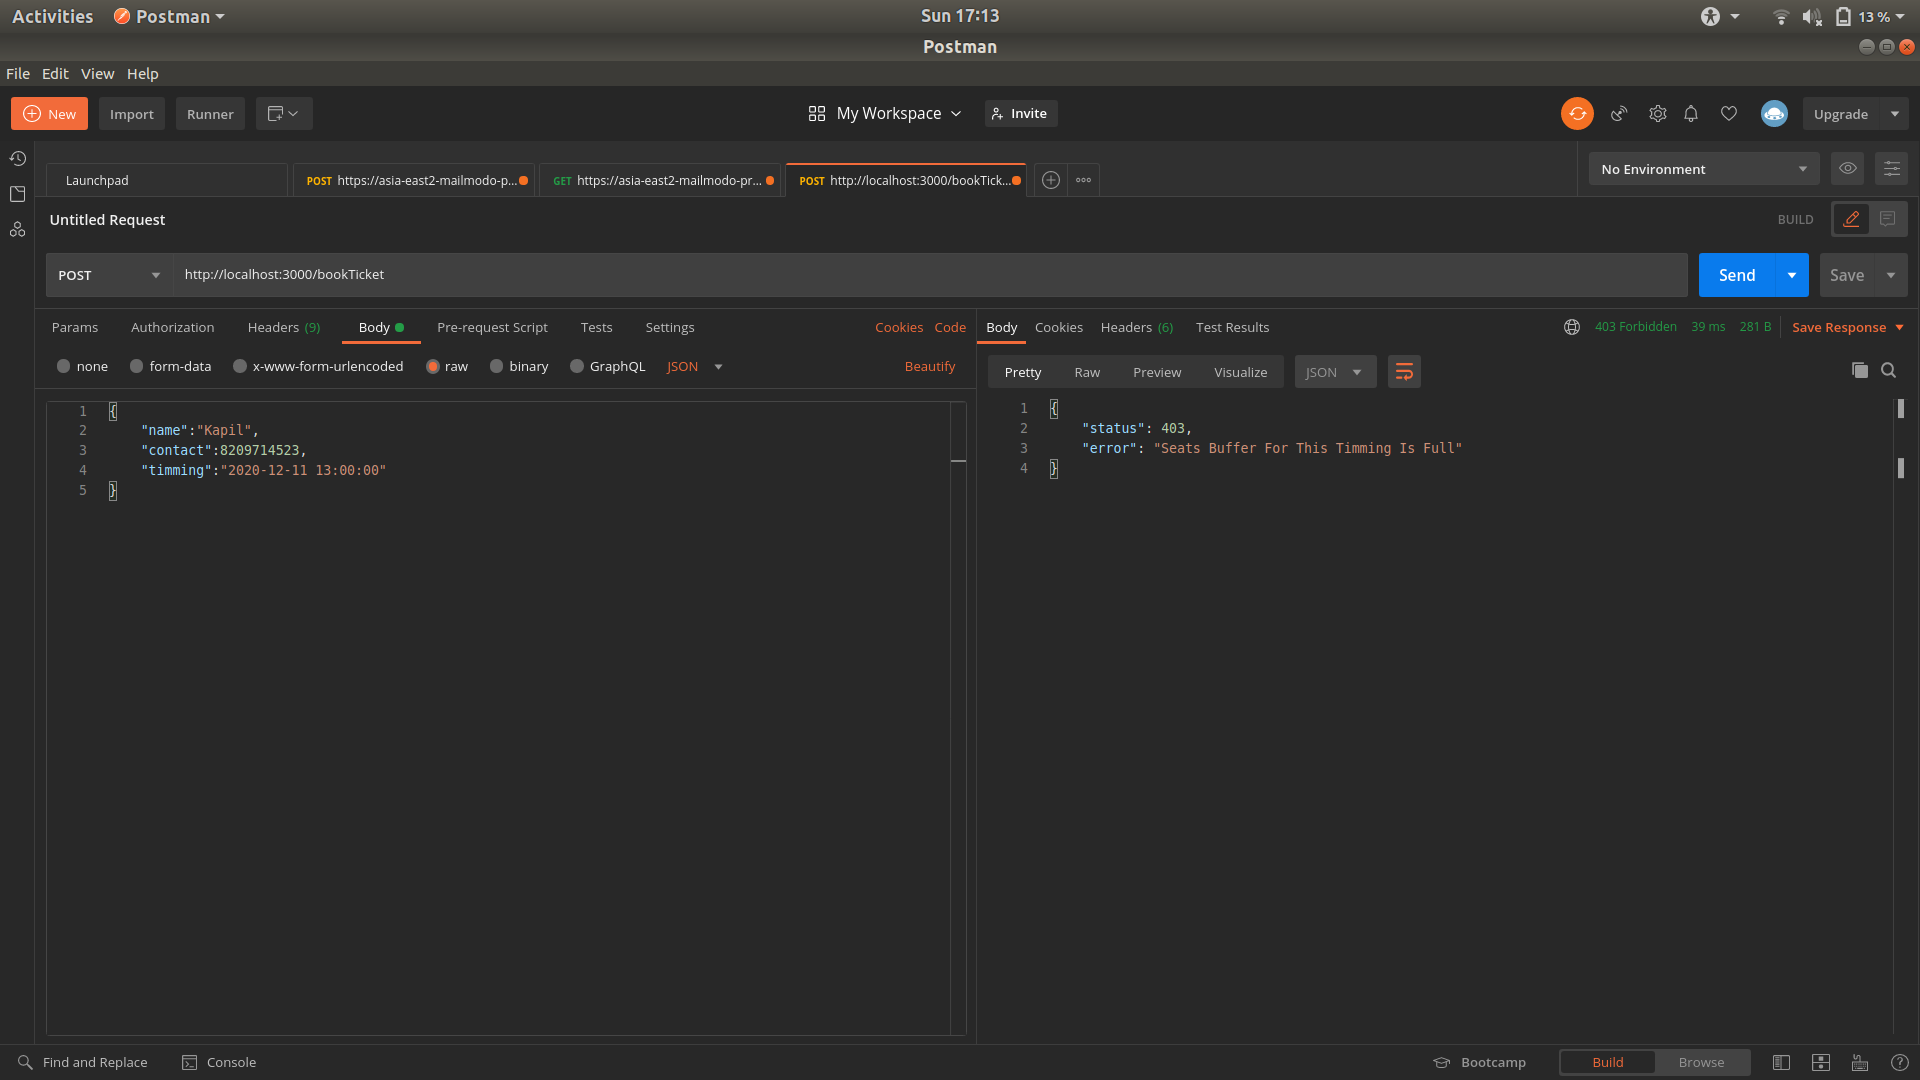 Activities Postman Sun 17:13 13 %
Postman
File Edit View Help
New Import Runner My Workspace Invite Upgrade
Launchpad POST https://asia-east2-mailmodo-p... GET https://asia-east2-mailmodo-pr... POST http://localhost:3000/bookTick... No Environment
Untitled Request BUILD
POST http://localhost:3000/bookTicket Send Save
Params Authorization Headers (9) Body Pre-request Script Tests Settings Cookies Code
none form-data x-www-form-urlencoded raw binary GraphQL JSON Beautify
1 {
2 "name":"Kapil",
3 "contact":8209714523,
4 "timming":"2020-12-11 13:00:00"
5 }
Body Cookies Headers (6) Test Results 403 Forbidden 39 ms 281 B Save Response
Pretty Raw Preview Visualize JSON
1 {
2 "status": 403,
3 "error": "Seats Buffer For This Timming Is Full"
4 }
Find and Replace Console Bootcamp Build Browse